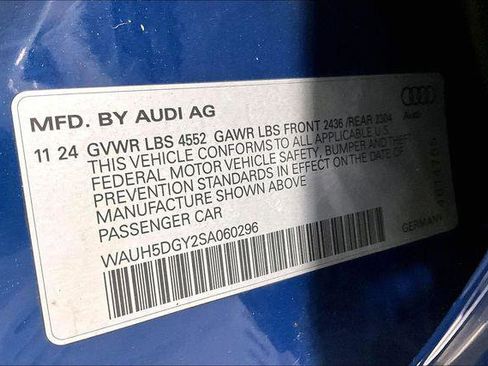 MFD. BY AUDI AG
Audi
11 24 GVWR LBS 4552 GAWR LBS FRONT 2436 /REAR 2304
THIS VEHICLE CONFORMS TO ALL APPLICABLE U.S.
FEDERAL MOTOR VEHICLE SAFETY, BUMPER, AND THEFT
PREVENTION STANDARDS IN EFFECT ON THE DATE OF
MANUFACTURE SHOWN ABOVE
PASSENGER CAR
WAUH5DGY2SA060296
GERMANY